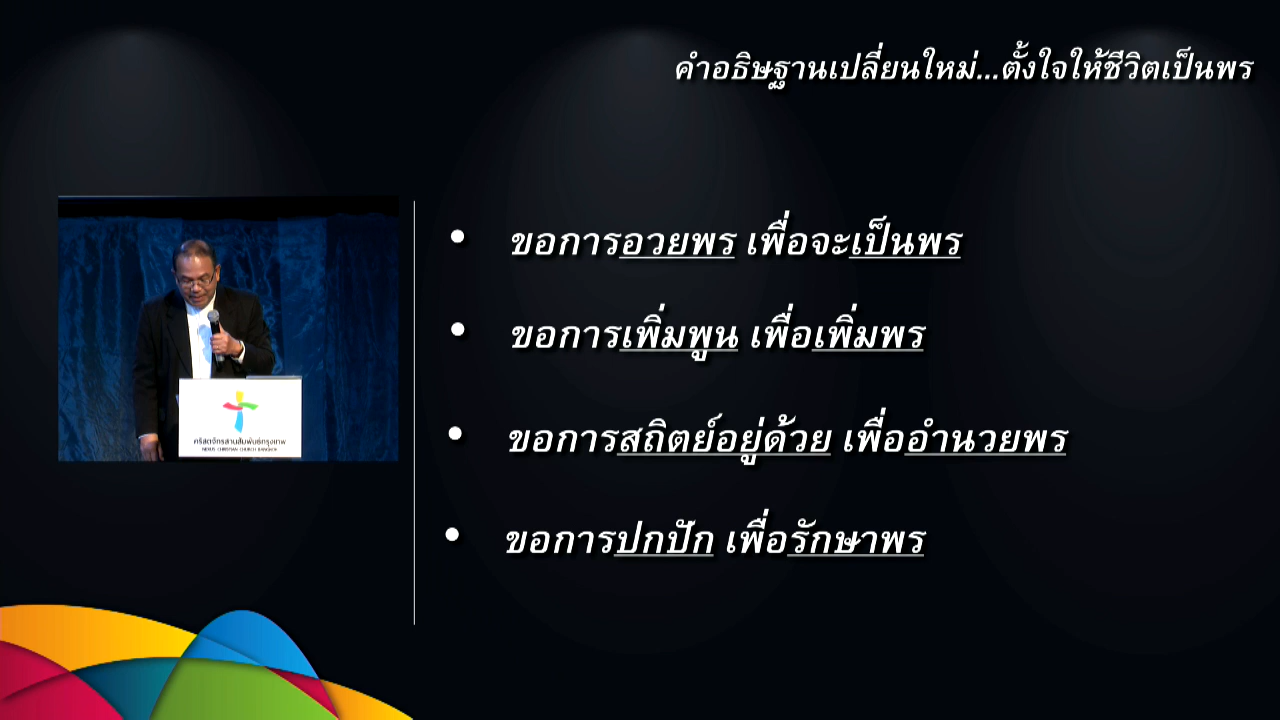 คำอธิษฐานเปลี่ยนใหม่...ตั้งใจให้ชีวิตเป็นพร
• ขอการอวยพร เพื่อจะเป็นพร
• ขอการเพิ่มพูน เพื่อเพิ่มพร
• ขอการสถิตย์อยู่ด้วย เพื่ออำนวยพร
• ขอการปกปัก เพื่อรักษาพร
คริสตจักรสานสัมพันธ์กรุงเทพ
NEXUS CHRISTIAN CHURCH BANGKOK